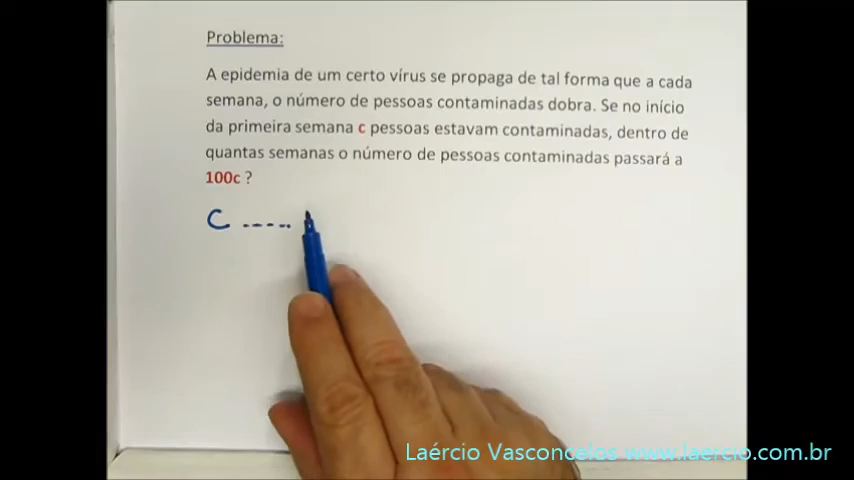 Problema:
A epidemia de um certo vírus se propaga de tal forma que a cada
semana, o número de pessoas contaminadas dobra. Se no início
da primeira semana c pessoas estavam contaminadas, dentro de
quantas semanas o número de pessoas contaminadas passará a
100c ?
C -----
Laércio Vasconcelos www.laercio.com.br